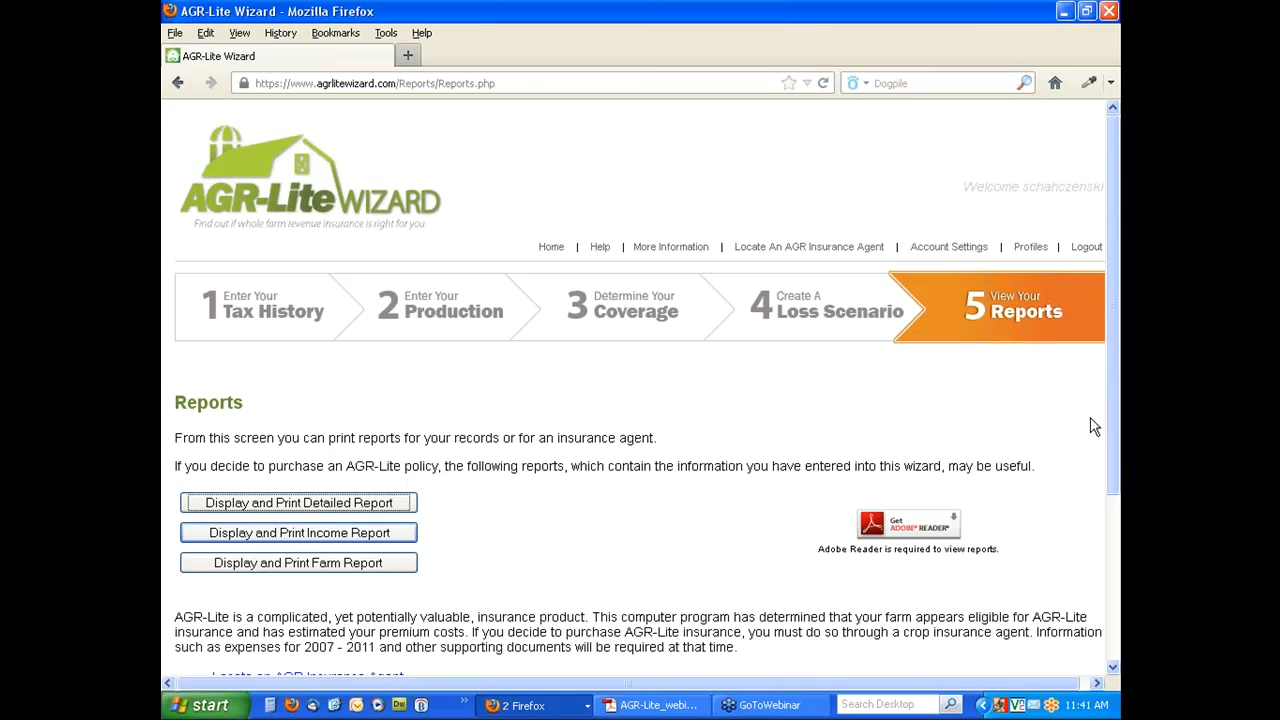 AGR-Lite Wizard - Mozilla Firefox
File Edit View History Bookmarks Tools Help
AGR-Lite Wizard
https://www.agrlitewizard.com/Reports/Reports.php
Dogpile
AGR-Lite WIZARD
Find out if whole farm revenue insurance is right for you
Welcome schahczenski
Home | Help | More Information | Locate An AGR Insurance Agent | Account Settings | Profiles | Logout
1 Enter Your Tax History
2 Enter Your Production
3 Determine Your Coverage
4 Create A Loss Scenario
5 View Your Reports
Reports
From this screen you can print reports for your records or for an insurance agent.
If you decide to purchase an AGR-Lite policy, the following reports, which contain the information you have entered into this wizard, may be useful.
Display and Print Detailed Report
Display and Print Income Report
Display and Print Farm Report
Get ADOBE® READER®
Adobe Reader is required to view reports.
AGR-Lite is a complicated, yet potentially valuable, insurance product. This computer program has determined that your farm appears eligible for AGR-Lite
insurance and has estimated your premium costs. If you decide to purchase AGR-Lite insurance, you must do so through a crop insurance agent. Information
such as expenses for 2007 - 2011 and other supporting documents will be required at that time.
Locate an AGR Insurance Agent
start
2 Firefox
AGR-Lite_webi...
GoToWebinar
Search Desktop
11:41 AM